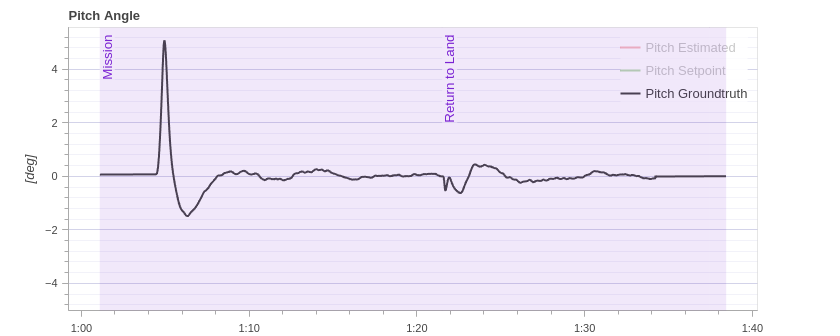 Pitch Angle
Mission
Return to Land
Pitch Estimated
Pitch Setpoint
Pitch Groundtruth
[deg]
4
2
0
−2
−4
1:00
1:10
1:20
1:30
1:40